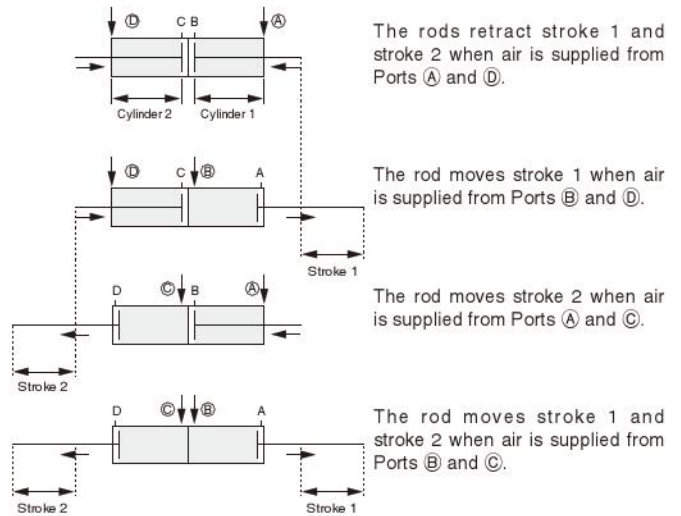 Ⓓ C B Ⓐ
Cylinder 2 Cylinder 1
The rods retract stroke 1 and
stroke 2 when air is supplied from
Ports Ⓐ and Ⓓ.
Ⓓ C Ⓑ A
Stroke 1
The rod moves stroke 1 when air
is supplied from Ports Ⓑ and Ⓓ.
D Ⓒ B Ⓐ
Stroke 2
The rod moves stroke 2 when air
is supplied from Ports Ⓐ and Ⓒ.
D Ⓒ Ⓑ A
Stroke 2 Stroke 1
The rod moves stroke 1 and
stroke 2 when air is supplied from
Ports Ⓑ and Ⓒ.